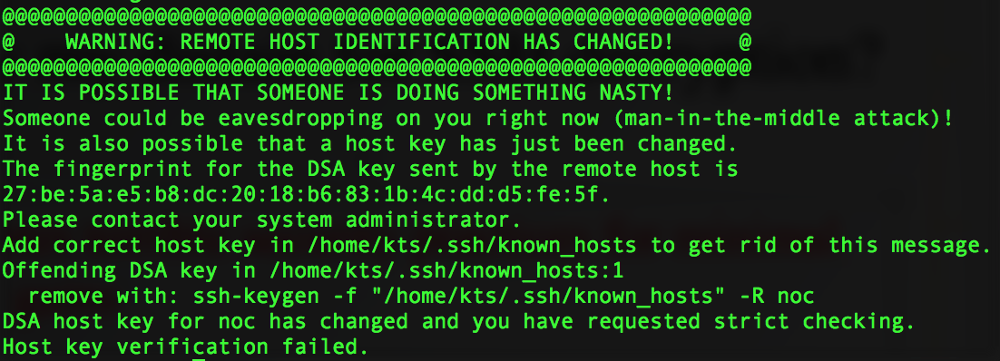 @@@@@@@@@@@@@@@@@@@@@@@@@@@@@@@@@@@@@@@@@@@@@@@@@@@@@@@@@@@
@    WARNING: REMOTE HOST IDENTIFICATION HAS CHANGED!     @
@@@@@@@@@@@@@@@@@@@@@@@@@@@@@@@@@@@@@@@@@@@@@@@@@@@@@@@@@@@
IT IS POSSIBLE THAT SOMEONE IS DOING SOMETHING NASTY!
Someone could be eavesdropping on you right now (man-in-the-middle attack)!
It is also possible that a host key has just been changed.
The fingerprint for the DSA key sent by the remote host is
27:be:5a:e5:b8:dc:20:18:b6:83:1b:4c:dd:d5:fe:5f.
Please contact your system administrator.
Add correct host key in /home/kts/.ssh/known_hosts to get rid of this message.
Offending DSA key in /home/kts/.ssh/known_hosts:1
  remove with: ssh-keygen -f "/home/kts/.ssh/known_hosts" -R noc
DSA host key for noc has changed and you have requested strict checking.
Host key verification failed.